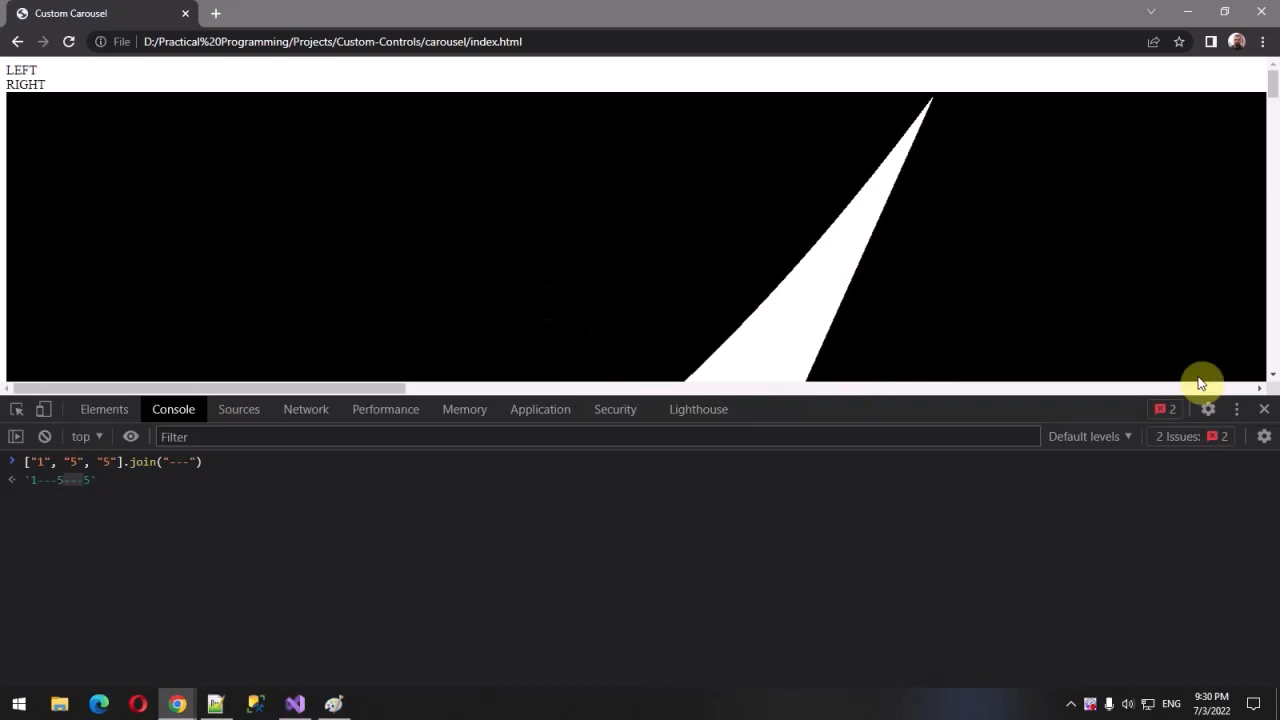 Custom Carousel
File D:/Practical%20Programming/Projects/Custom-Controls/carousel/index.html
LEFT
RIGHT
Elements Console Sources Network Performance Memory Application Security Lighthouse 2
top Filter Default levels 2 Issues: 2
["1", "5", "5"].join("---")
'1---5---5'
ENG 9:30 PM
7/3/2022